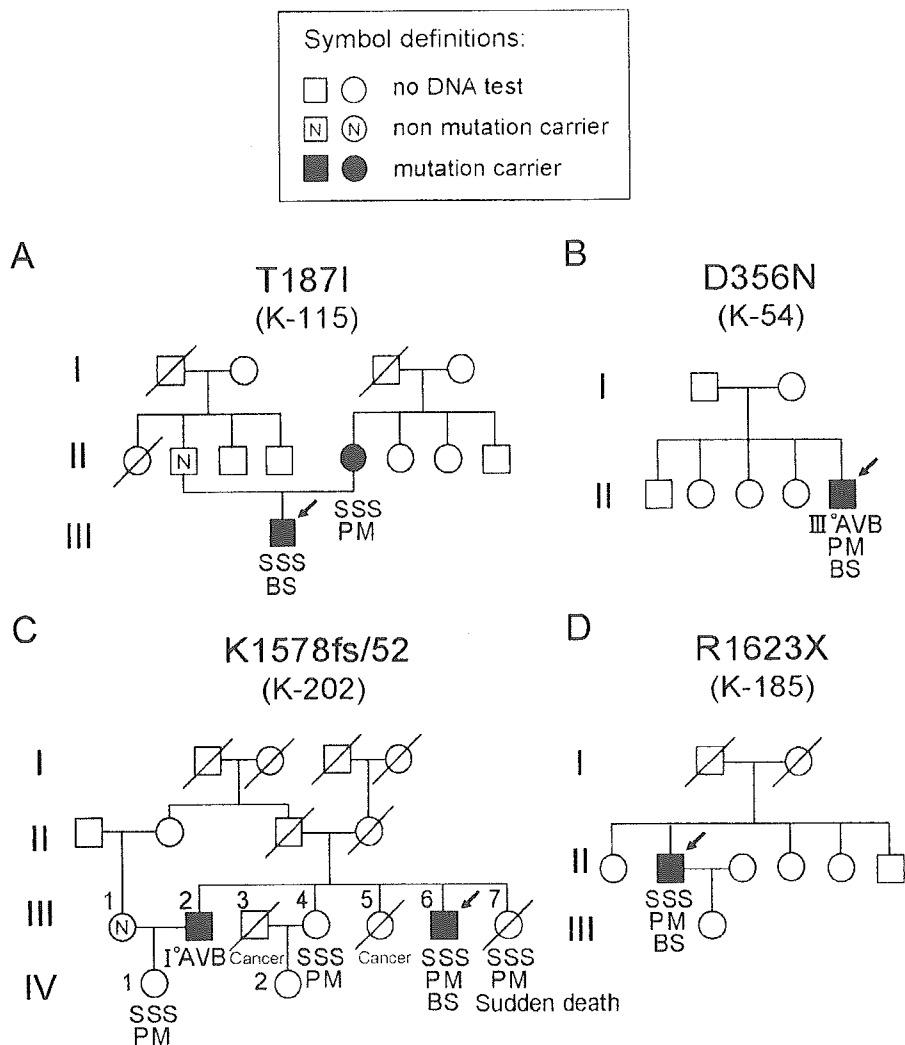 Symbol definitions:
no DNA test
N N non mutation carrier
mutation carrier
A
T187I
(K-115)
I
II
N
III
SSS
PM
SSS
BS
B
D356N
(K-54)
I
II
III°AVB
PM
BS
C
K1578fs/52
(K-202)
I
II
III
1 2 3 4 5 6 7
N
I°AVB Cancer SSS PM Cancer SSS PM BS SSS PM Sudden death
IV
1 2
SSS
PM
D
R1623X
(K-185)
I
II
SSS
PM
BS
III